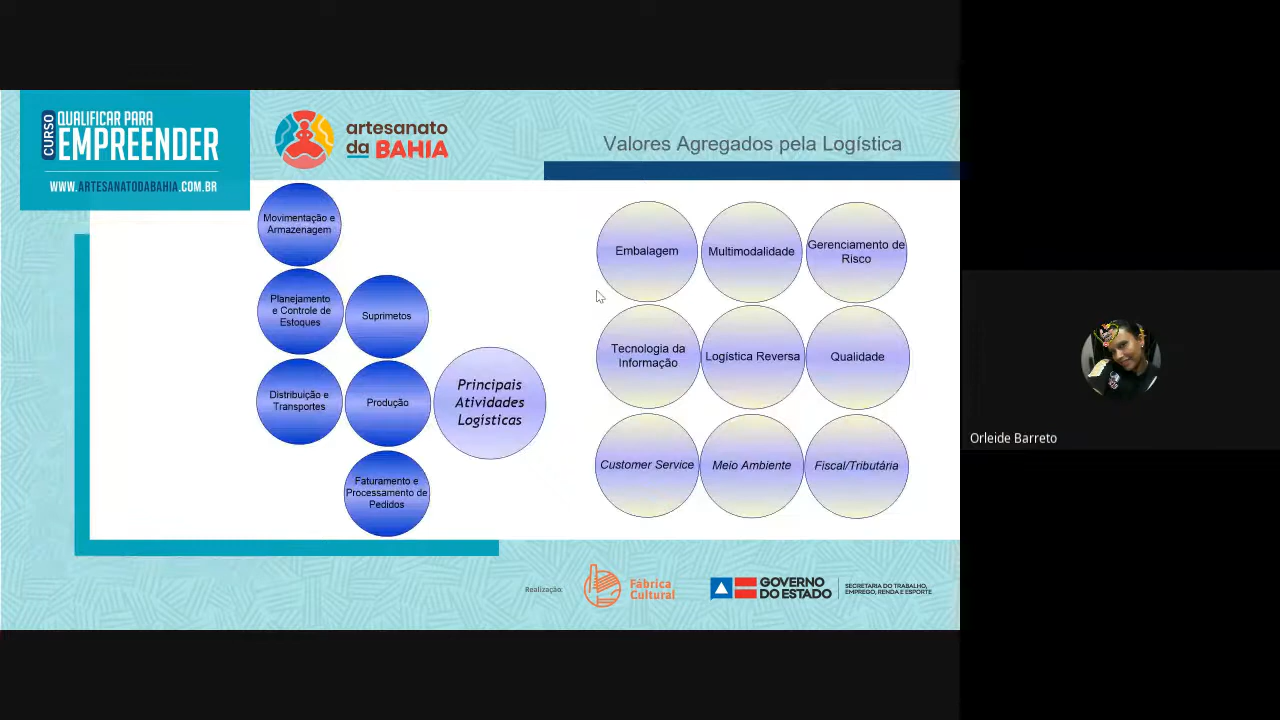 CURSO
QUALIFICAR PARA
EMPREENDER
WWW.ARTESANATODABAHIA.COM.BR
artesanato
da BAHIA
Valores Agregados pela Logística
Movimentação e
Armazenagem
Planejamento
e Controle de
Estoques
Suprimetos
Distribuição e
Transportes
Produção
Principais
Atividades
Logísticas
Faturamento e
Processamento de
Pedidos
Embalagem
Multimodalidade
Gerenciamento de
Risco
Tecnologia da
Informação
Logística Reversa
Qualidade
Customer Service
Meio Ambiente
Fiscal/Tributária
Orleide Barreto
Realização:
Fábrica
Cultural
GOVERNO
DO ESTADO
SECRETARIA DO TRABALHO,
EMPREGO, RENDA E ESPORTE